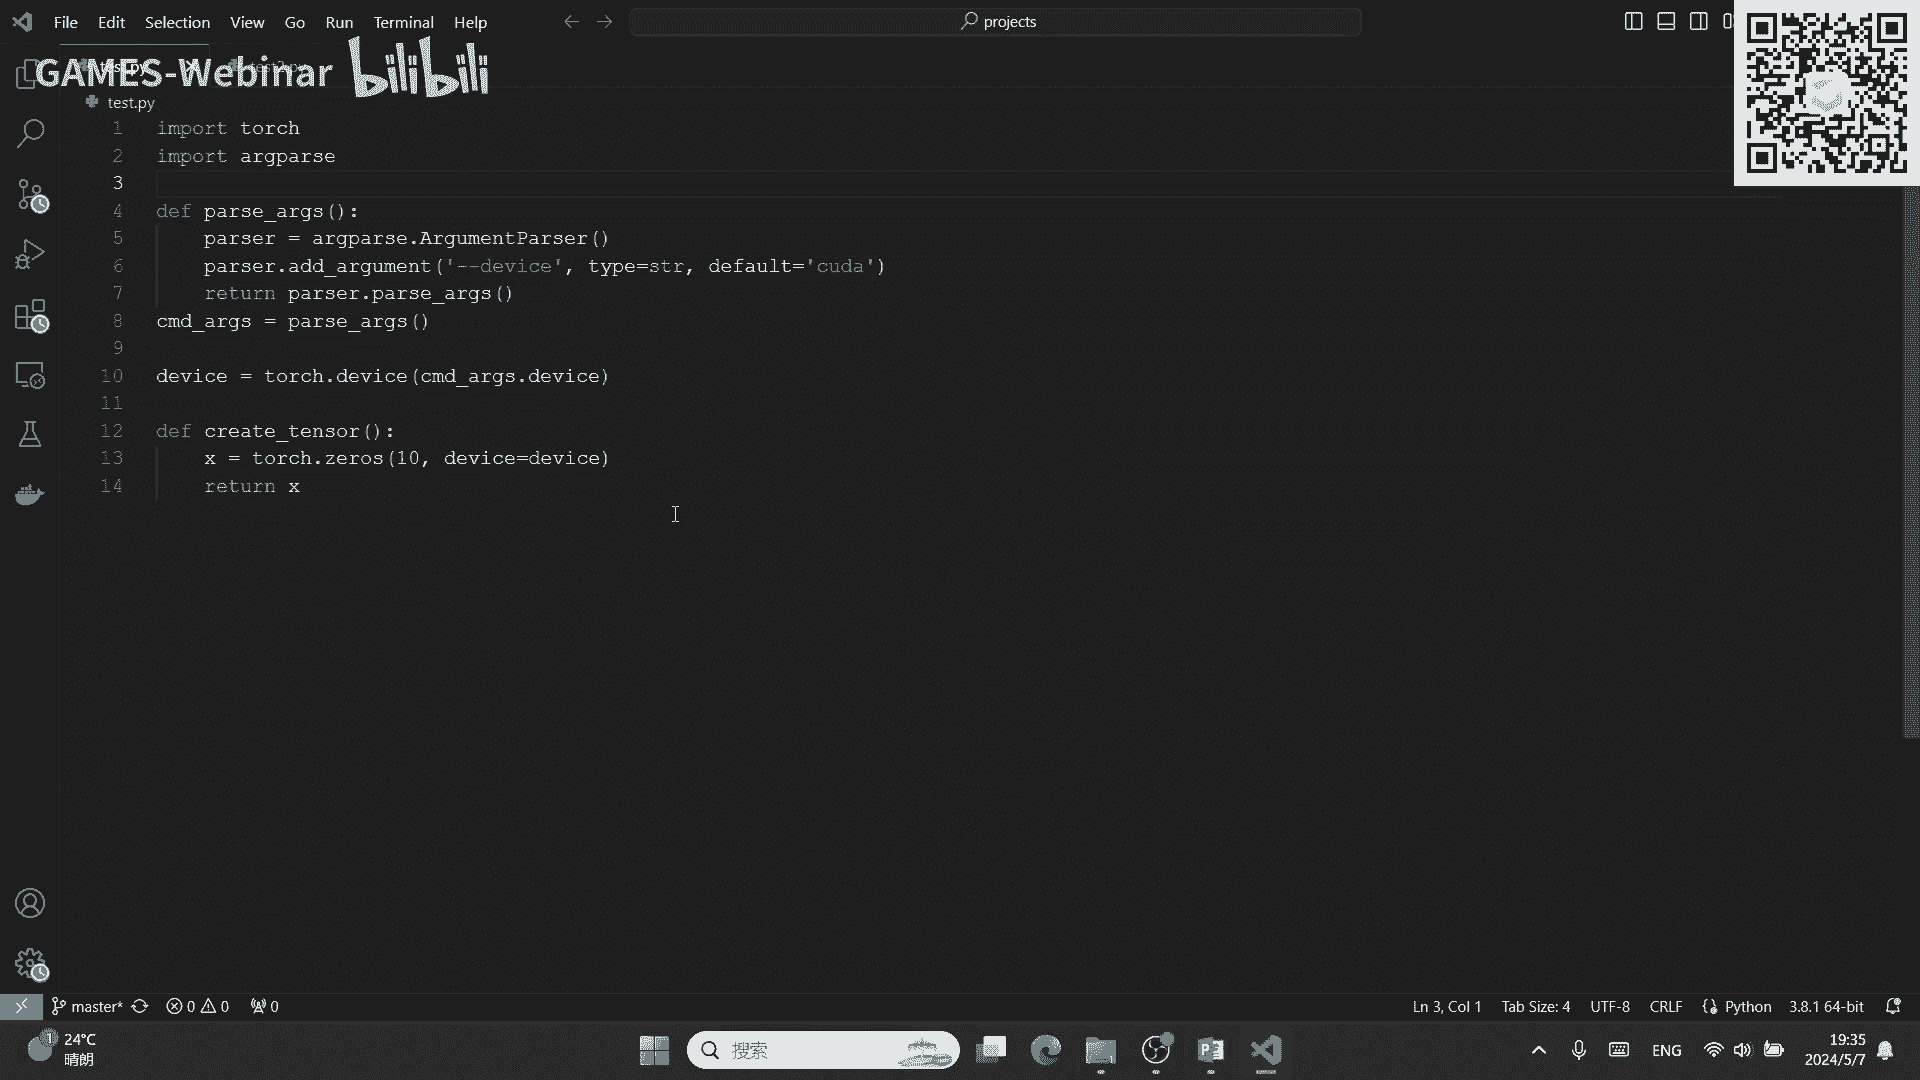 File Edit Selection View Go Run Terminal Help
projects
GAMES-Webinar bilibili
test.py
1 import torch
2 import argparse
3
4 def parse_args():
5     parser = argparse.ArgumentParser()
6     parser.add_argument('--device', type=str, default='cuda')
7     return parser.parse_args()
8 cmd_args = parse_args()
9
10 device = torch.device(cmd_args.device)
11
12 def create_tensor():
13     x = torch.zeros(10, device=device)
14     return x
master* 0 0 0
Ln 3, Col 1 Tab Size: 4 UTF-8 CRLF Python 3.8.1 64-bit
1 24°C
晴朗
搜索
ENG
19:35
2024/5/7